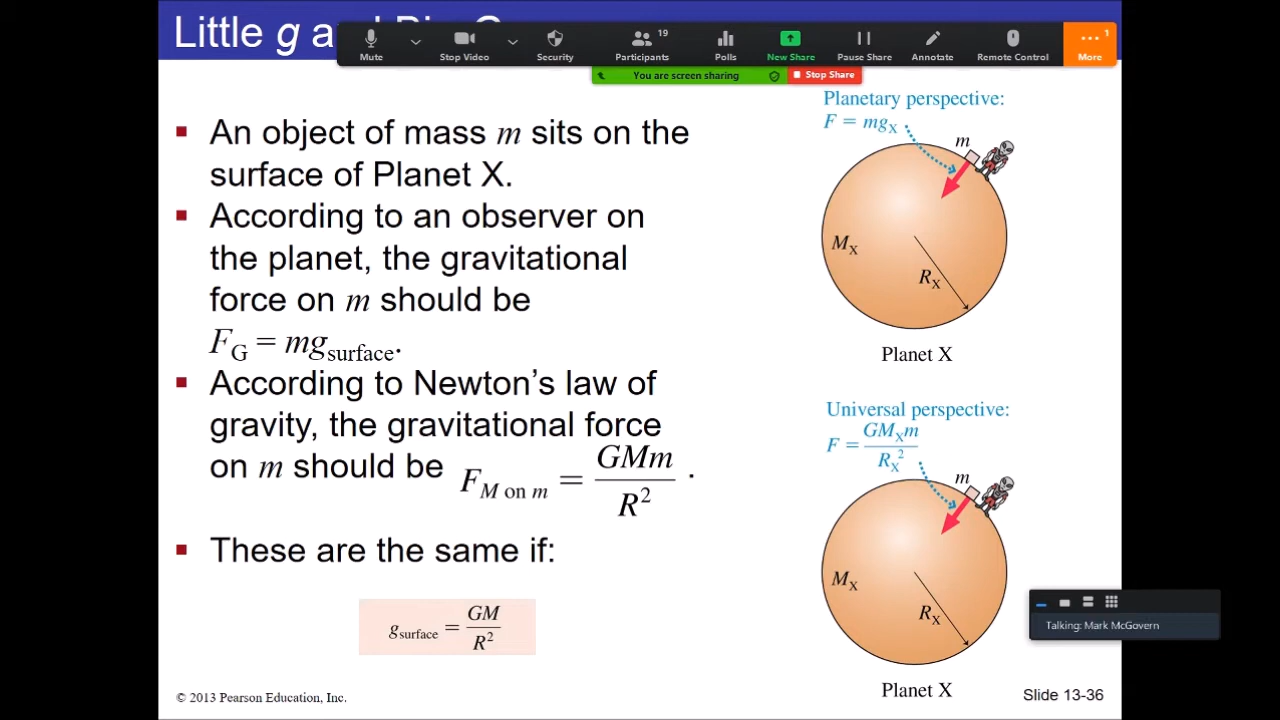 Little g a
Mute
Stop Video
Security
19
Participants
Polls
New Share
Pause Share
Annotate
Remote Control
1
More
You are screen sharing
Stop Share
▪ An object of mass m sits on the
surface of Planet X.
▪ According to an observer on
the planet, the gravitational
force on m should be
F_G = mg_surface.
▪ According to Newton’s law of
gravity, the gravitational force
on m should be F_{M on m} = GMm / R² .
▪ These are the same if:
g_surface = GM / R²
Planetary perspective:
F = mg_X
m
M_X
R_X
Planet X
Universal perspective:
F = GM_Xm / R_X²
m
M_X
R_X
Planet X
Talking: Mark McGovern
© 2013 Pearson Education, Inc.
Slide 13-36